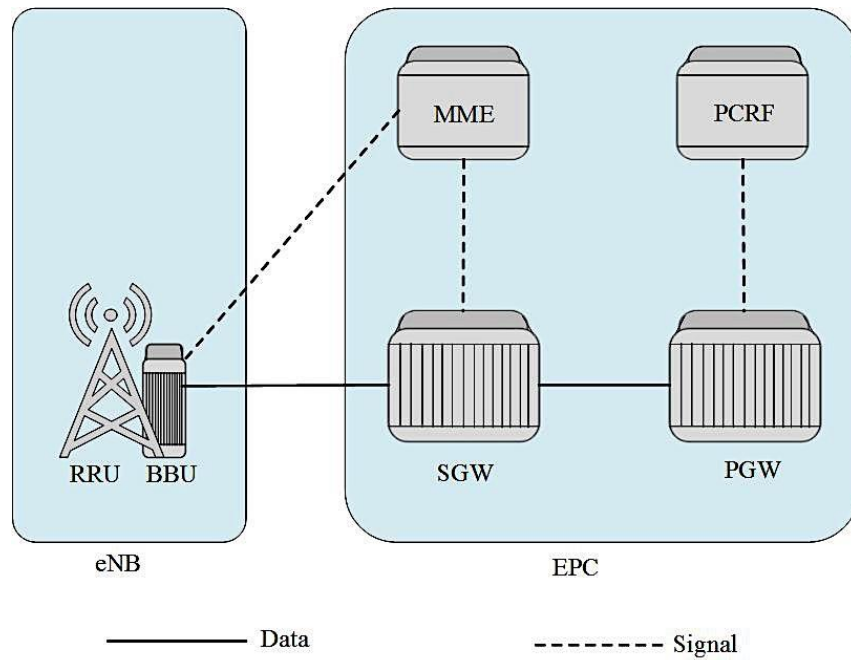 MME
PCRF
RRU
BBU
SGW
PGW
eNB
EPC
Data
Signal